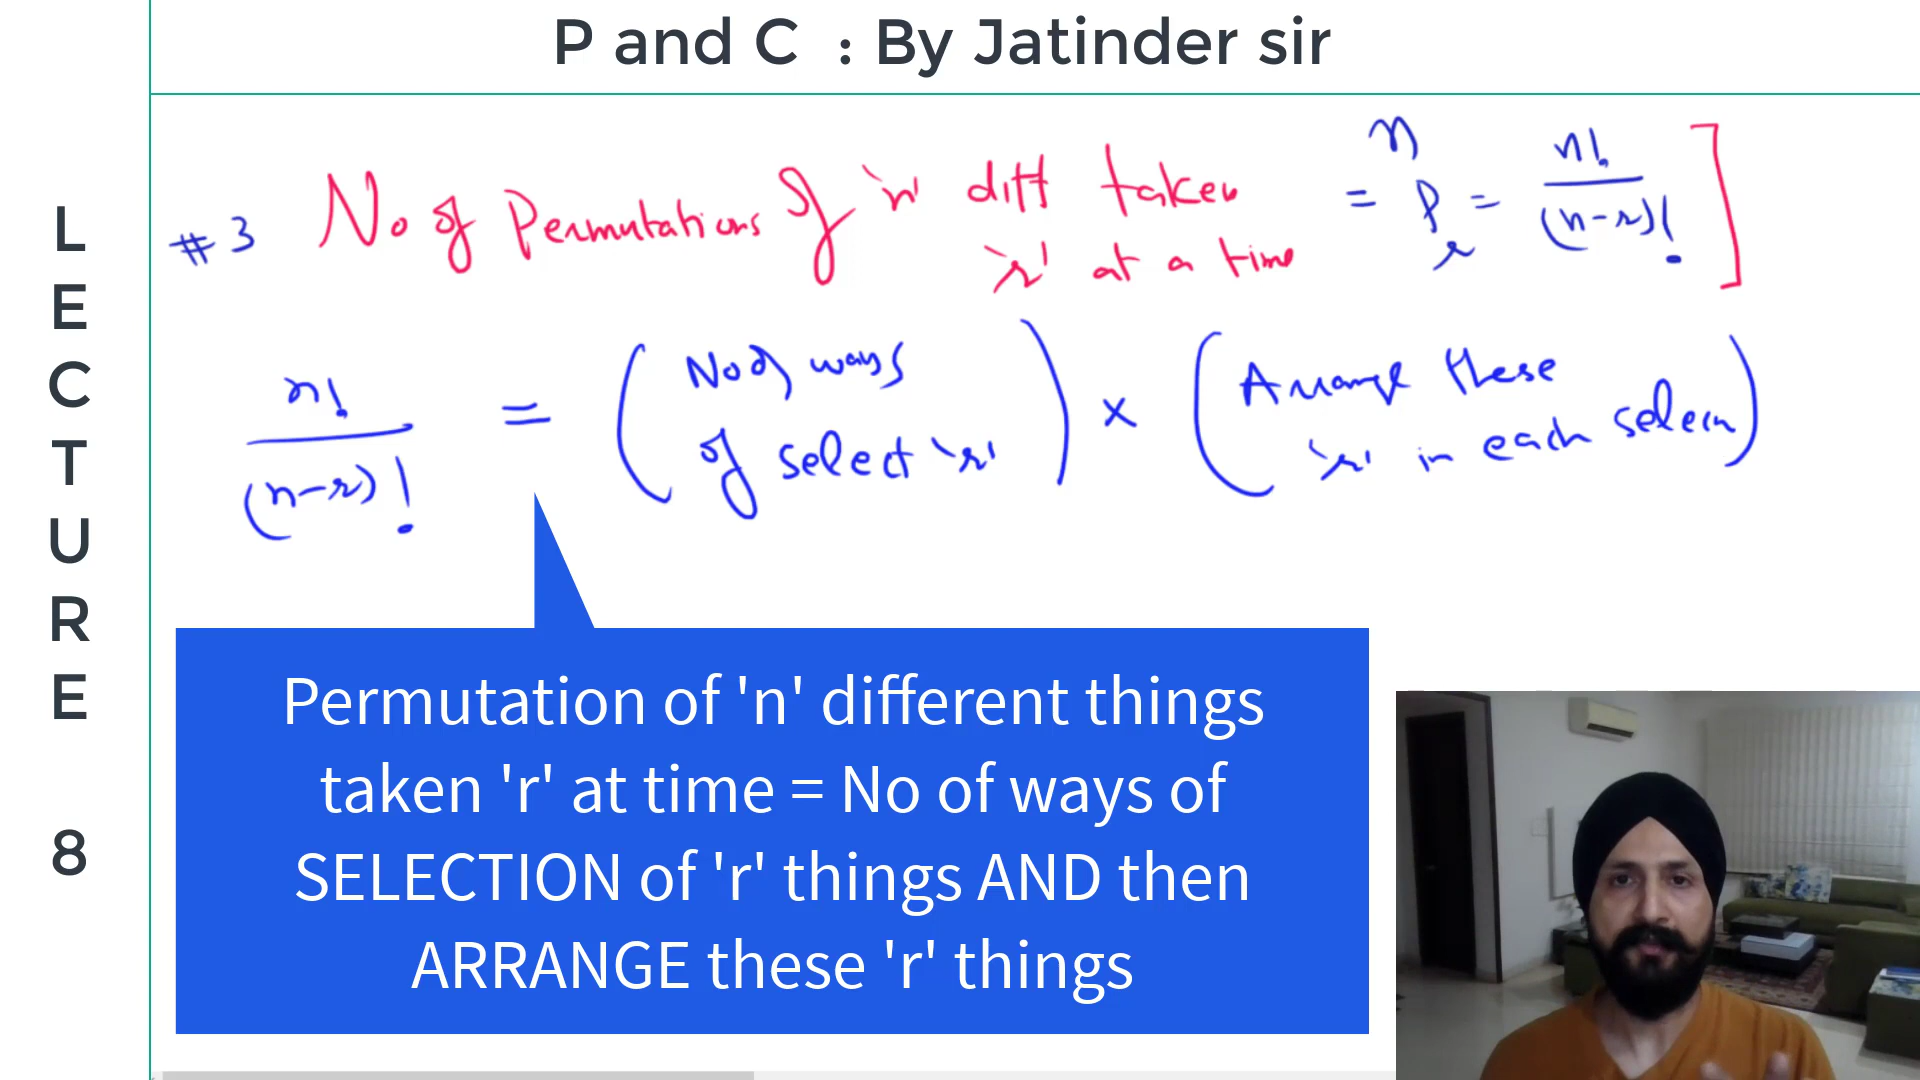 P and C : By Jatinder sir
LECTURE 8
#3 No of Permutations of 'n' diff taken 'r' at a time = nPr = n!/(n-r)! ]
n!/(n-r)! = (No of ways of select 'r') × (Arrange these 'r' in each selecn)
Permutation of 'n' different things
taken 'r' at time = No of ways of
SELECTION of 'r' things AND then
ARRANGE these 'r' things